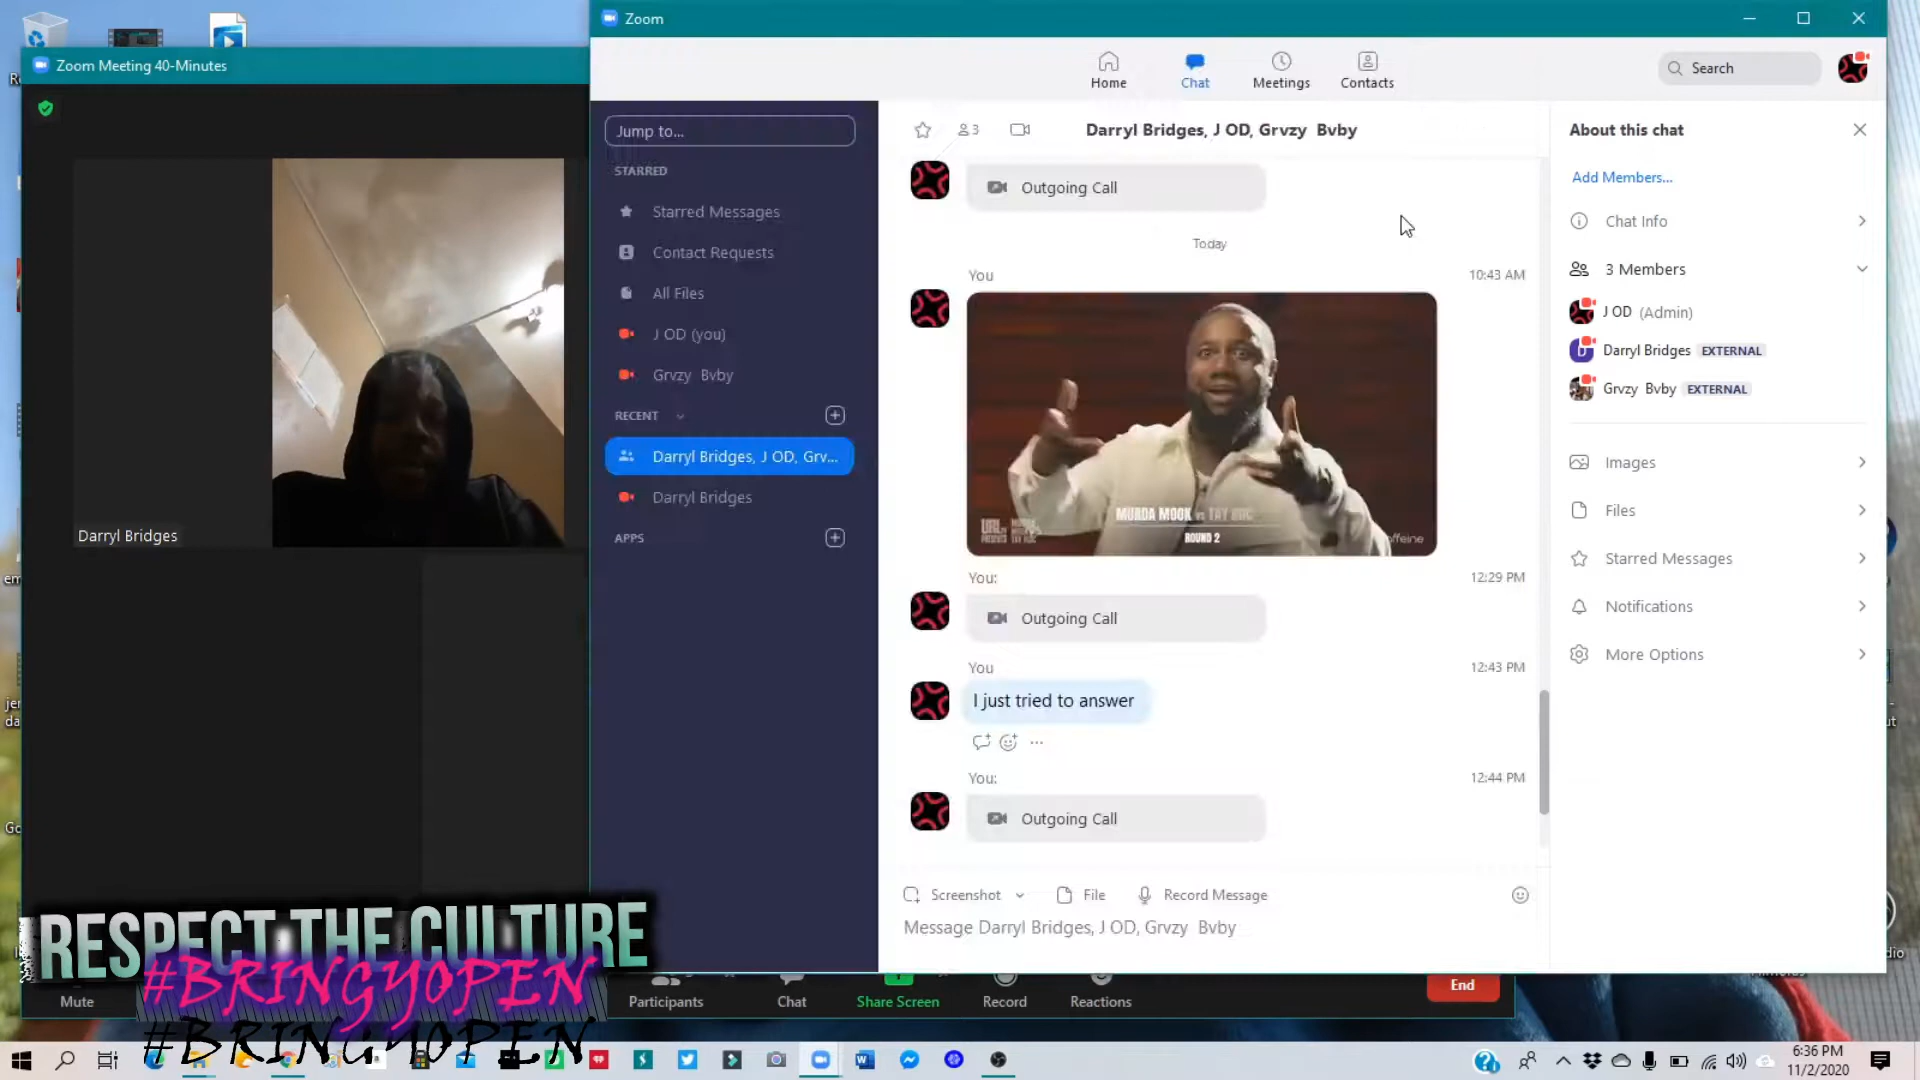 Zoom
Zoom Meeting 40-Minutes
Home
Chat
Meetings
Contacts
Search
Jump to...
STARRED
Starred Messages
Contact Requests
All Files
J OD (you)
Grvzy Bvby
RECENT
Darryl Bridges, J OD, Grv...
Darryl Bridges
APPS
3
Darryl Bridges, J OD, Grvzy Bvby
Outgoing Call
Today
You
10:43 AM
MURDA MOOK vs TAY ROC
ROUND 2
You:
12:29 PM
Outgoing Call
You
12:43 PM
I just tried to answer
You:
12:44 PM
Outgoing Call
Screenshot
File
Record Message
Message Darryl Bridges, J OD, Grvzy Bvby
About this chat
Add Members...
Chat Info
3 Members
J OD (Admin)
D
Darryl Bridges EXTERNAL
Grvzy Bvby EXTERNAL
Images
Files
Starred Messages
Notifications
More Options
Darryl Bridges
RESPECT THE CULTURE
#BRINGYOPEN
#BRINGYOPEN
Mute
Participants
Chat
Share Screen
Record
Reactions
End
6:36 PM
11/2/2020